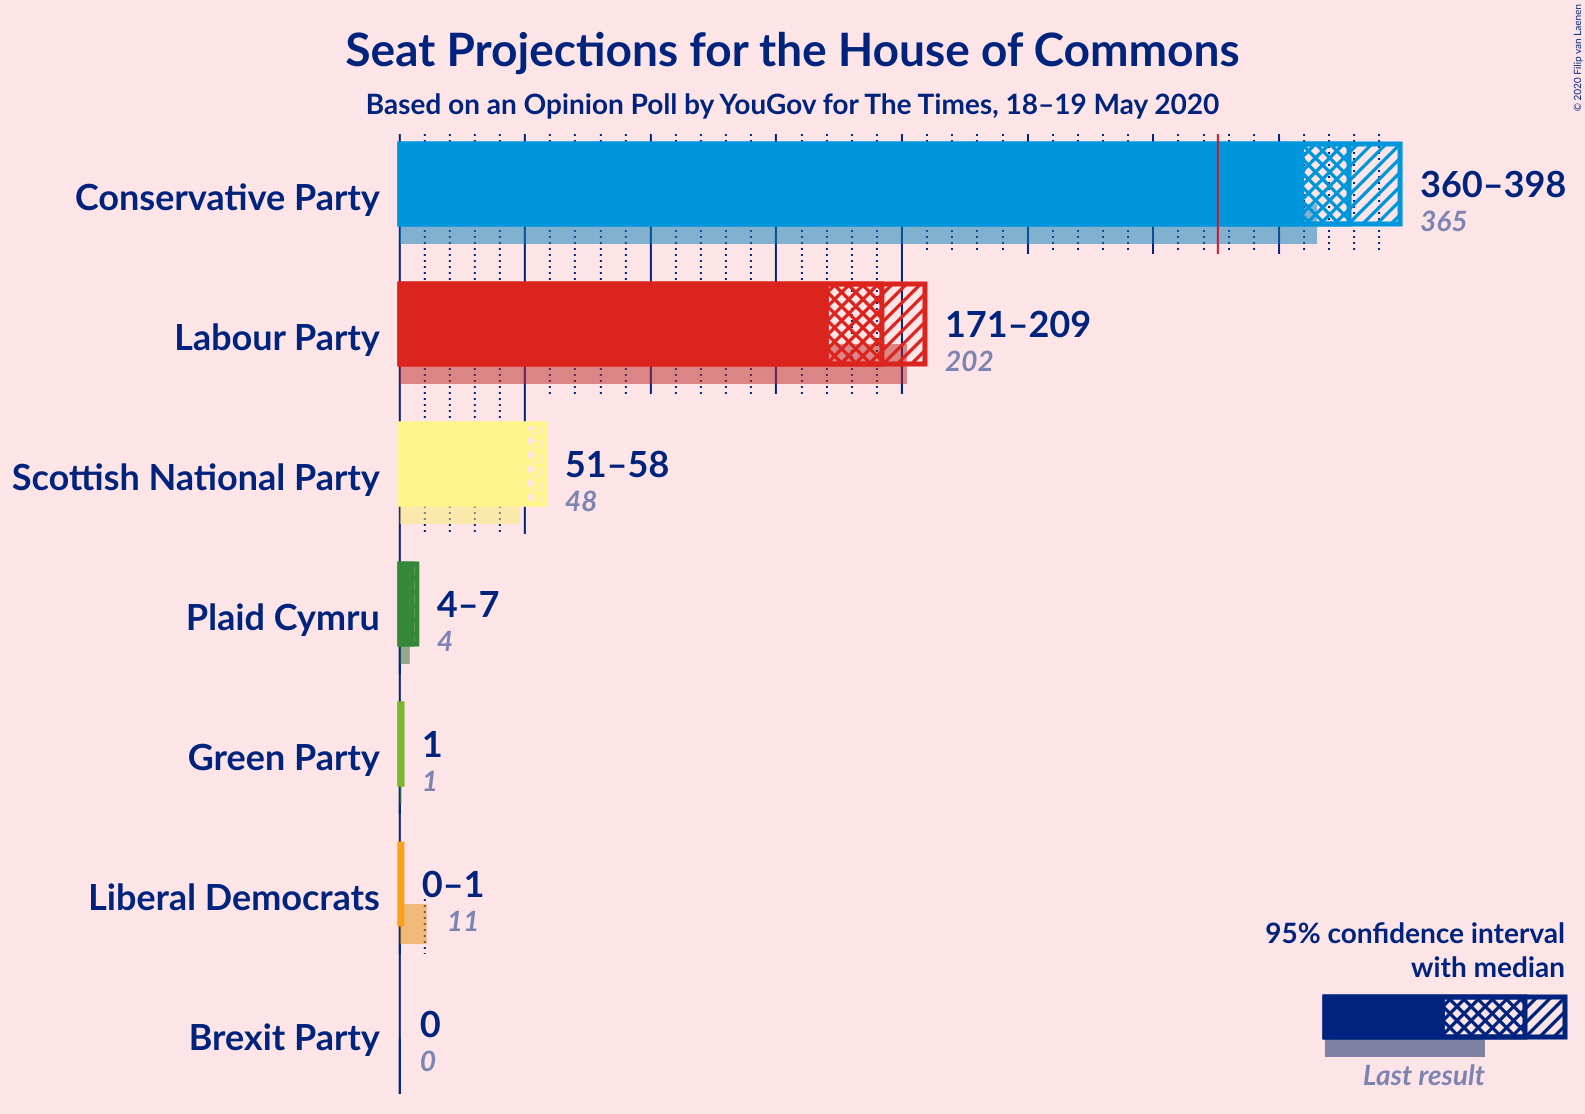 Seat Projections for the House of Commons
Based on an Opinion Poll by YouGov for The Times, 18–19 May 2020
© 2020 Filip van Laenen
Conservative Party
360–398
365
Labour Party
171–209
202
Scottish National Party
51–58
48
Plaid Cymru
4–7
4
Green Party
1
1
Liberal Democrats
0–1
11
Brexit Party
0
0
95% confidence interval
with median
Last result